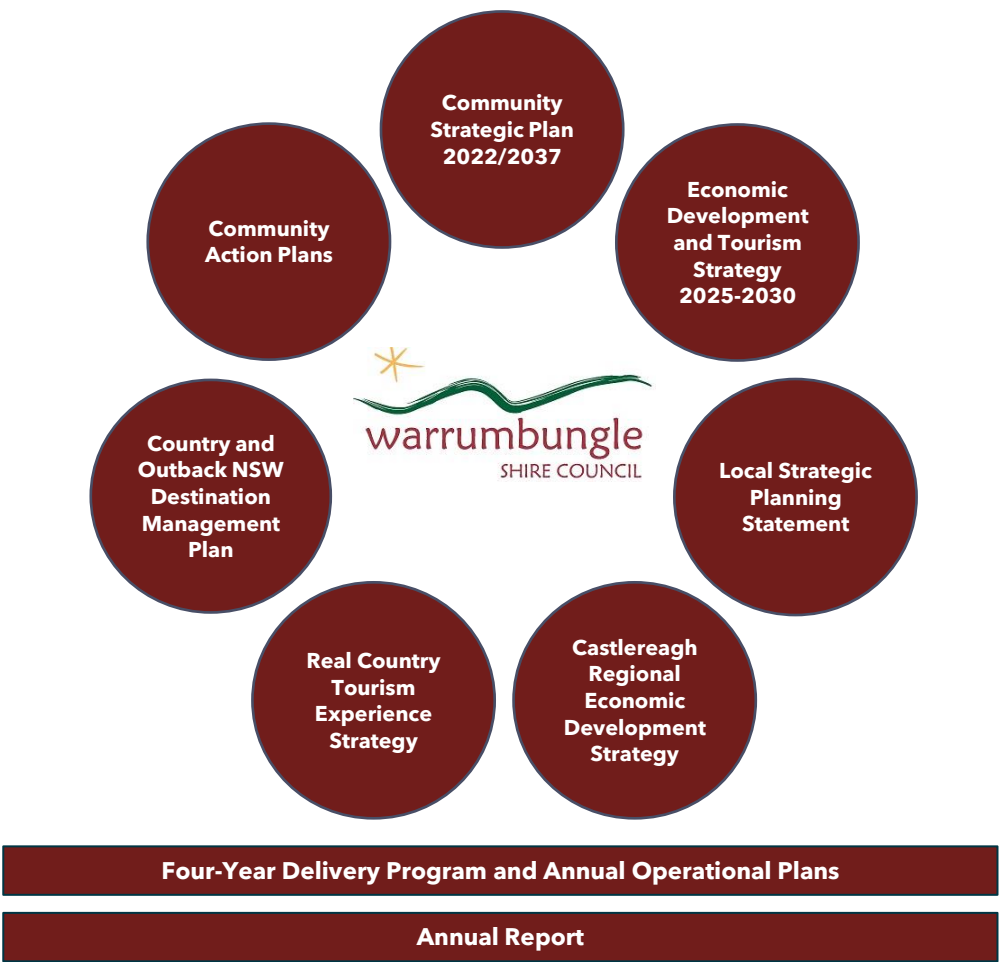 Community
Strategic Plan
2022/2037
Economic
Development
and Tourism
Strategy
2025-2030
Local Strategic
Planning
Statement
Castlereagh
Regional
Economic
Development
Strategy
Real Country
Tourism
Experience
Strategy
Country and
Outback NSW
Destination
Management
Plan
Community
Action Plans
warrumbungle
SHIRE COUNCIL
Four-Year Delivery Program and Annual Operational Plans
Annual Report